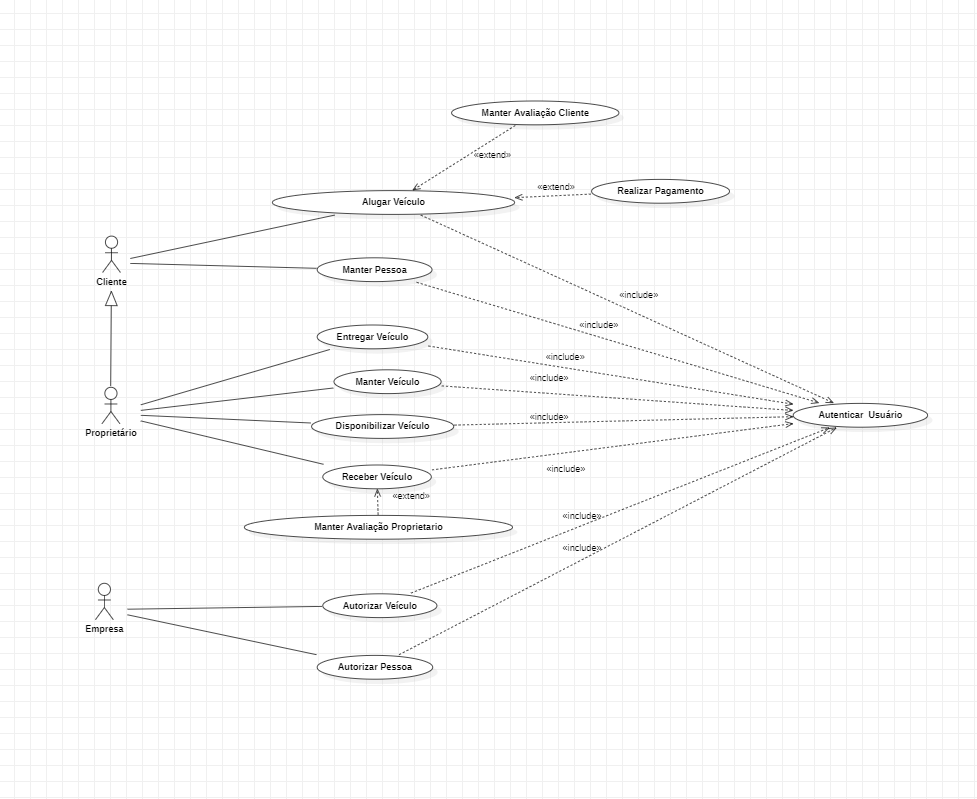 Manter Avaliação Cliente
«extend»
«extend»
Realizar Pagamento
Alugar Veículo
Cliente
Manter Pessoa
«include»
«include»
Entregar Veículo
«include»
Manter Veículo
«include»
Proprietário
Disponibilizar Veículo
«include»
Autenticar  Usuário
Receber Veículo
«include»
«extend»
Manter Avaliação Proprietario
«include»
«include»
Empresa
Autorizar Veículo
Autorizar Pessoa